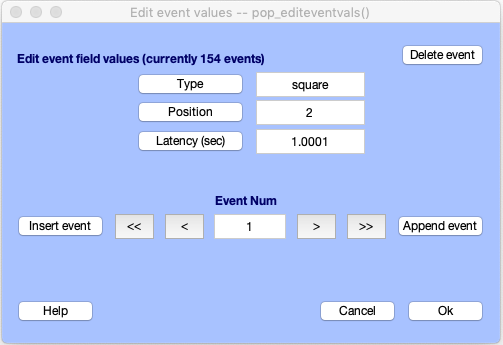 Edit event values -- pop_editeventvals()
Delete event
Edit event field values (currently 154 events)
Type square
Position 2
Latency (sec) 1.0001
Event Num
Insert event << < 1 > >> Append event
Help Cancel Ok